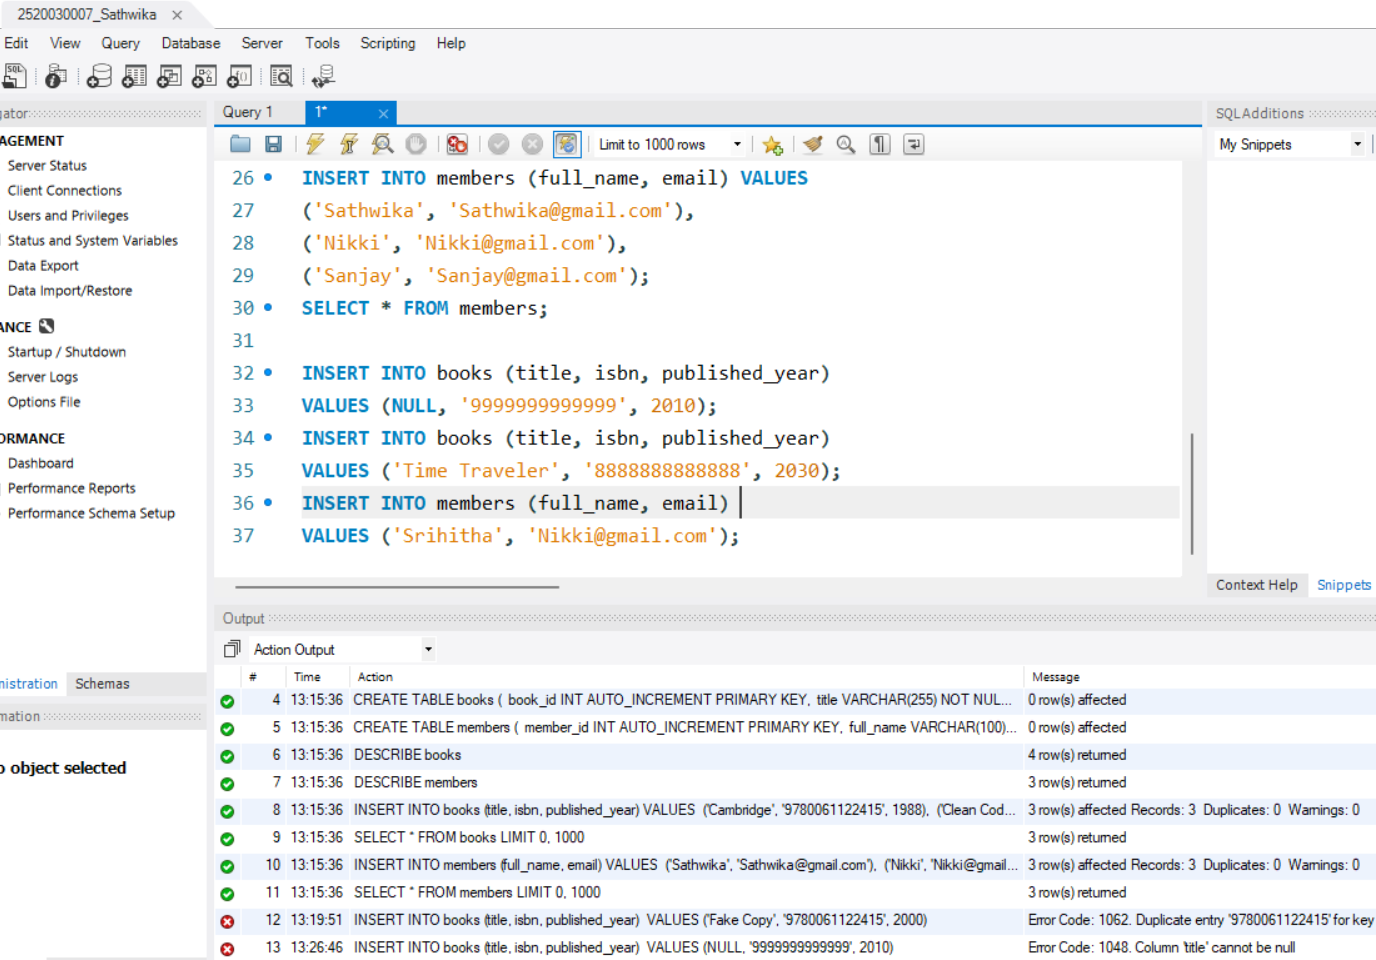 2520030007_Sathwika ×
Edit View Query Database Server Tools Scripting Help
SQL
gator
Query 1
1*
SQLAdditions
AGEMENT
Server Status
Client Connections
Users and Privileges
Status and System Variables
Data Export
Data Import/Restore
ANCE
Startup / Shutdown
Server Logs
Options File
ORMANCE
Dashboard
Performance Reports
Performance Schema Setup
nistration Schemas
mation
o object selected
Limit to 1000 rows
My Snippets
26 INSERT INTO members (full_name, email) VALUES
27 ('Sathwika', 'Sathwika@gmail.com'),
28 ('Nikki', 'Nikki@gmail.com'),
29 ('Sanjay', 'Sanjay@gmail.com');
30 SELECT * FROM members;
31
32 INSERT INTO books (title, isbn, published_year)
33 VALUES (NULL, '9999999999999', 2010);
34 INSERT INTO books (title, isbn, published_year)
35 VALUES ('Time Traveler', '8888888888888', 2030);
36 INSERT INTO members (full_name, email)
37 VALUES ('Srihitha', 'Nikki@gmail.com');
Context Help Snippets
Output
Action Output
# Time Action Message
4 13:15:36 CREATE TABLE books ( book_id INT AUTO_INCREMENT PRIMARY KEY, title VARCHAR(255) NOT NUL... 0 row(s) affected
5 13:15:36 CREATE TABLE members ( member_id INT AUTO_INCREMENT PRIMARY KEY, full_name VARCHAR(100)... 0 row(s) affected
6 13:15:36 DESCRIBE books 4 row(s) returned
7 13:15:36 DESCRIBE members 3 row(s) returned
8 13:15:36 INSERT INTO books (title, isbn, published_year) VALUES ('Cambridge', '9780061122415', 1988), ('Clean Cod... 3 row(s) affected Records: 3 Duplicates: 0 Warnings: 0
9 13:15:36 SELECT * FROM books LIMIT 0, 1000 3 row(s) returned
10 13:15:36 INSERT INTO members (full_name, email) VALUES ('Sathwika', 'Sathwika@gmail.com'), ('Nikki', 'Nikki@gmail... 3 row(s) affected Records: 3 Duplicates: 0 Warnings: 0
11 13:15:36 SELECT * FROM members LIMIT 0, 1000 3 row(s) returned
12 13:19:51 INSERT INTO books (title, isbn, published_year) VALUES ('Fake Copy', '9780061122415', 2000) Error Code: 1062. Duplicate entry '9780061122415' for key
13 13:26:46 INSERT INTO books (title, isbn, published_year) VALUES (NULL, '9999999999999', 2010) Error Code: 1048. Column 'title' cannot be null